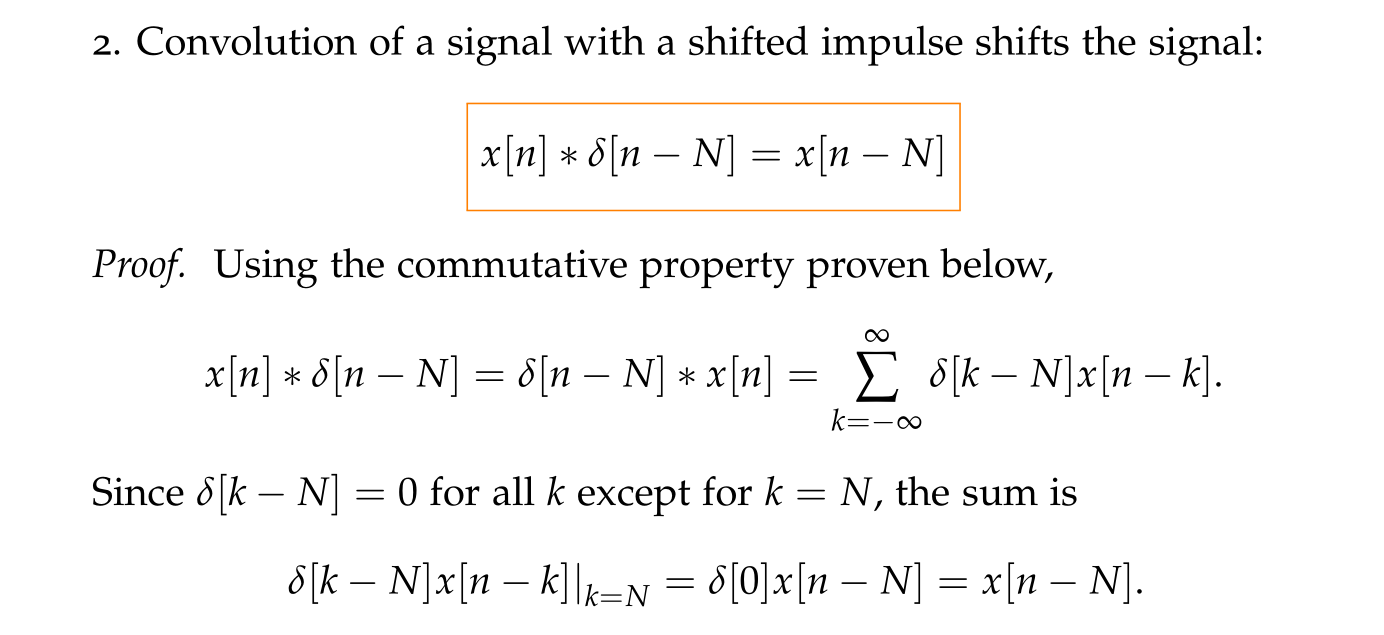 2. Convolution of a signal with a shifted impulse shifts the signal:
x[n] ∗ δ[n − N] = x[n − N]
Proof. Using the commutative property proven below,
x[n] ∗ δ[n − N] = δ[n − N] ∗ x[n] = ∑_{k=−∞}^{∞} δ[k − N]x[n − k].
Since δ[k − N] = 0 for all k except for k = N, the sum is
δ[k − N]x[n − k]|_{k=N} = δ[0]x[n − N] = x[n − N].